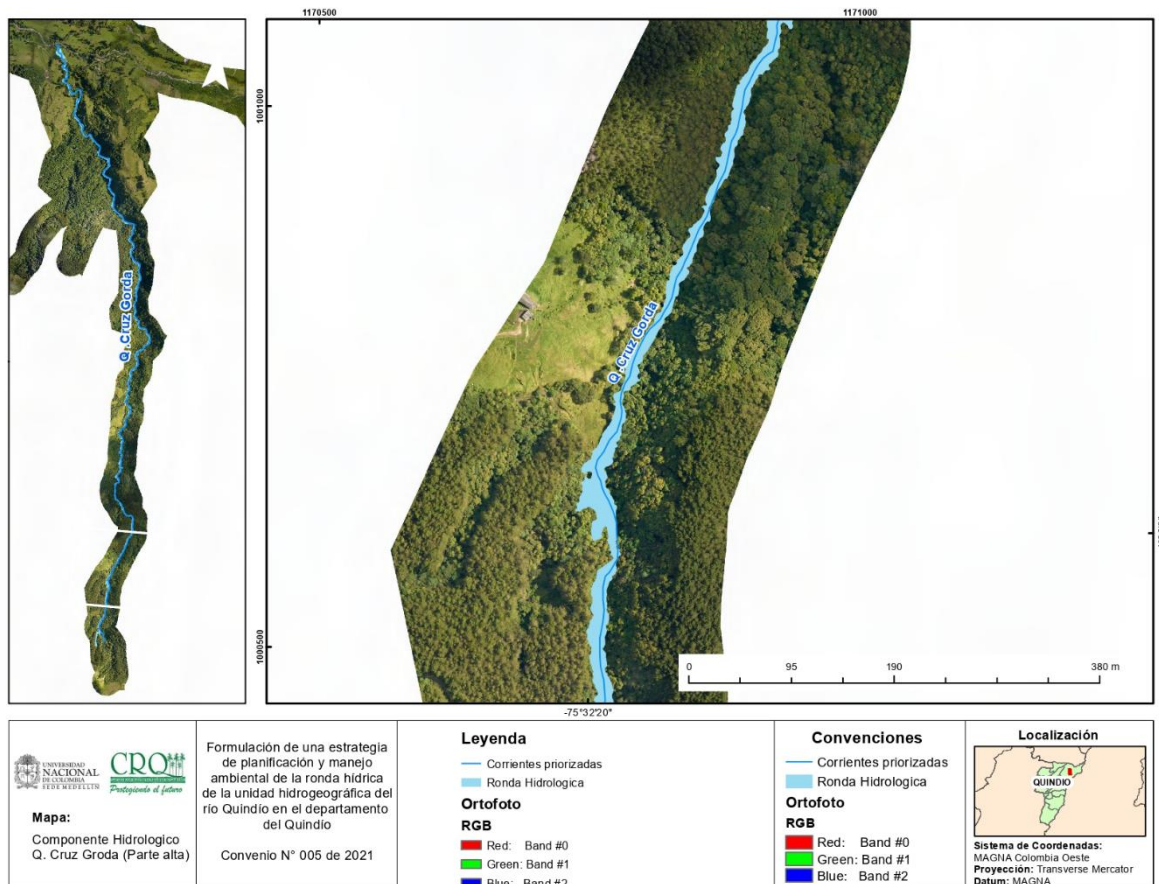 1170500
1171000
1001000
1000500
Q. Cruz Gorda
Q. Cruz Gorda
0 95 190 380 m
-75°32'20"
UNIVERSIDAD
NACIONAL
DE COLOMBIA
SEDE MEDELLÍN
CRQ
Protegiendo el futuro
Mapa:
Componente Hidrologico
Q. Cruz Groda (Parte alta)
Formulación de una estrategia
de planificación y manejo
ambiental de la ronda hídrica
de la unidad hidrogeográfica del
río Quindío en el departamento
del Quindío
Convenio N° 005 de 2021
Leyenda
Corrientes priorizadas
Ronda Hidrologica
Ortofoto
RGB
Red: Band #0
Green: Band #1
Blue: Band #2
Convenciones
Corrientes priorizadas
Ronda Hidrologica
Ortofoto
RGB
Red: Band #0
Green: Band #1
Blue: Band #2
Localización
QUINDIO
Sistema de Coordenadas:
MAGNA Colombia Oeste
Proyección: Transverse Mercator
Datum: MAGNA